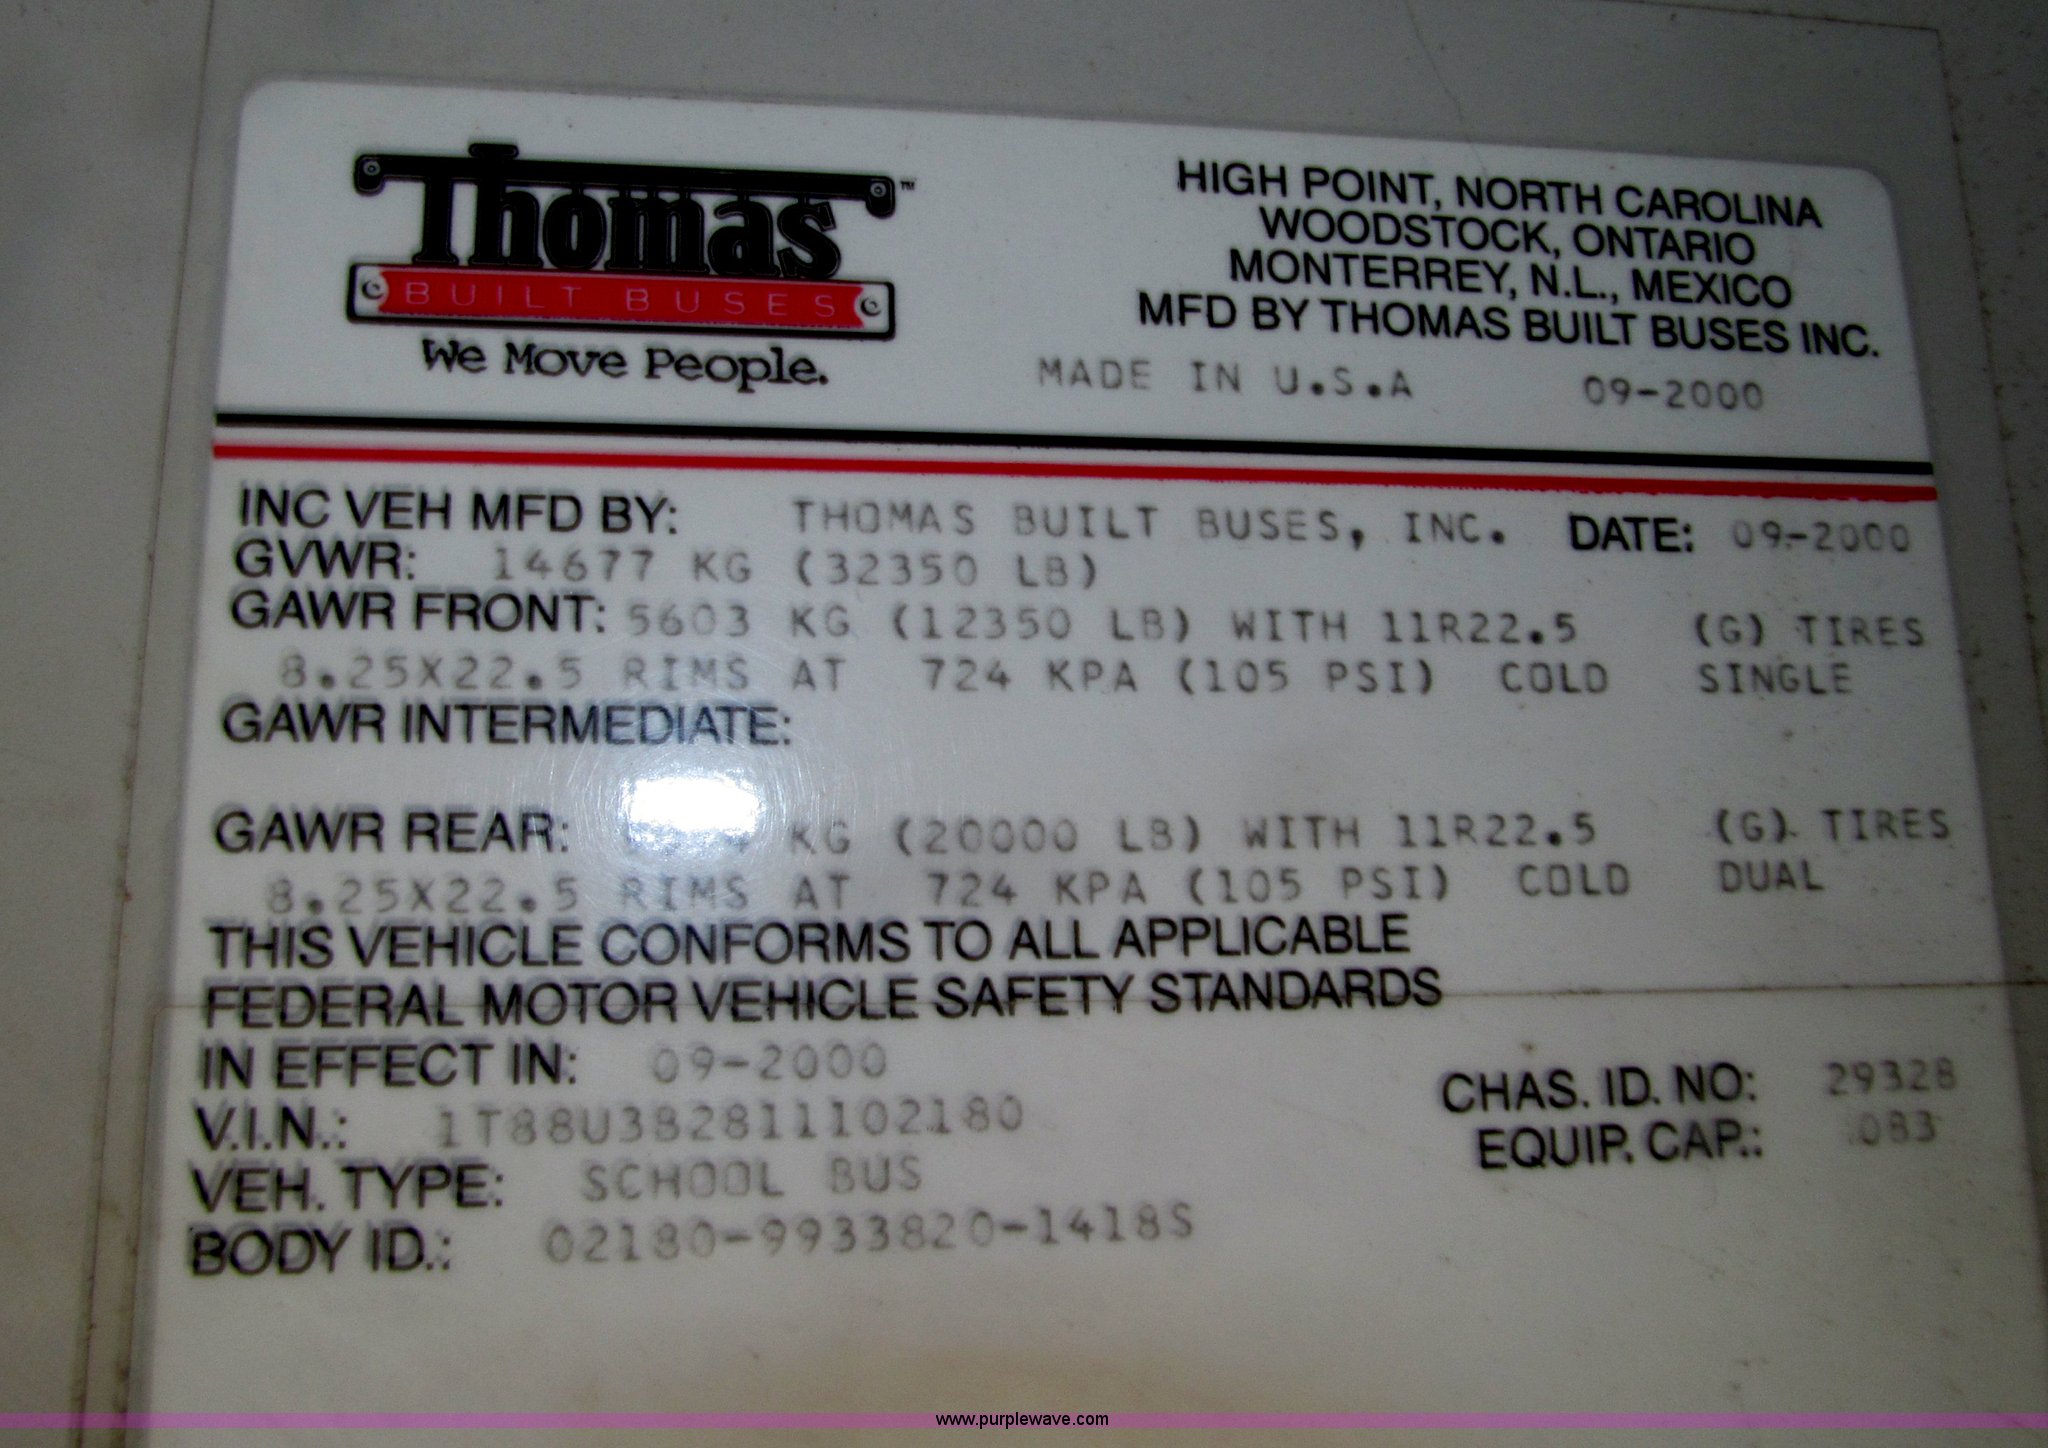 Thomas™
BUILT BUSES
We Move People.
HIGH POINT, NORTH CAROLINA
WOODSTOCK, ONTARIO
MONTERREY, N.L., MEXICO
MFD BY THOMAS BUILT BUSES INC.
MADE IN U.S.A 09-2000
INC VEH MFD BY: THOMAS BUILT BUSES, INC. DATE: 09-2000
GVWR: 14677 KG (32350 LB)
GAWR FRONT: 5603 KG (12350 LB) WITH 11R22.5 (G) TIRES
8.25X22.5 RIMS AT 724 KPA (105 PSI) COLD SINGLE
GAWR INTERMEDIATE:
GAWR REAR: KG (20000 LB) WITH 11R22.5 (G) TIRES
8.25X22.5 RIMS AT 724 KPA (105 PSI) COLD DUAL
THIS VEHICLE CONFORMS TO ALL APPLICABLE
FEDERAL MOTOR VEHICLE SAFETY STANDARDS
IN EFFECT IN: 09-2000
CHAS. ID. NO: 29328
V.I.N.: 1T88U3B2811102180
EQUIP. CAP.: 083
VEH. TYPE: SCHOOL BUS
BODY ID.: 02180-9933820-1418S
www.purplewave.com